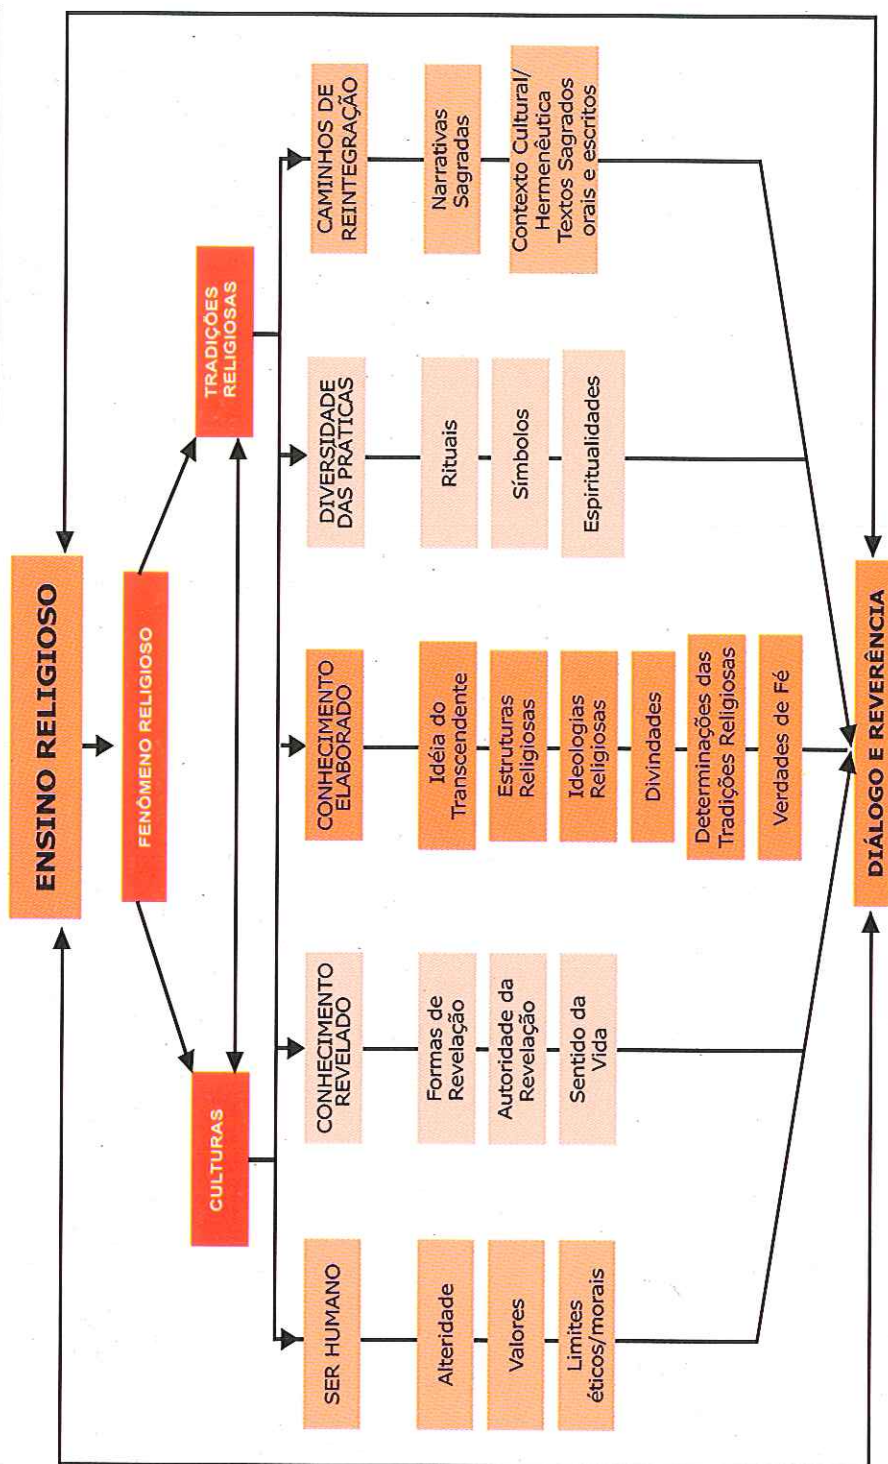 ENSINO RELIGIOSO
FENÔMENO RELIGIOSO
CULTURAS
TRADIÇÕES
RELIGIOSAS
SER HUMANO
Alteridade
Valores
Limites
éticos/morais
CONHECIMENTO
REVELADO
Formas de
Revelação
Autoridade da
Revelação
Sentido da
Vida
CONHECIMENTO
ELABORADO
Idéia do
Transcendente
Estruturas
Religiosas
Ideologias
Religiosas
Divindades
Determinações das
Tradições Religiosas
Verdades de Fé
DIVERSIDADE
DAS PRÁTICAS
Rituais
Símbolos
Espiritualidades
CAMINHOS DE
REINTEGRAÇÃO
Narrativas
Sagradas
Contexto Cultural/
Hermenêutica
Textos Sagrados
orais e escritos
DIÁLOGO E REVERÊNCIA